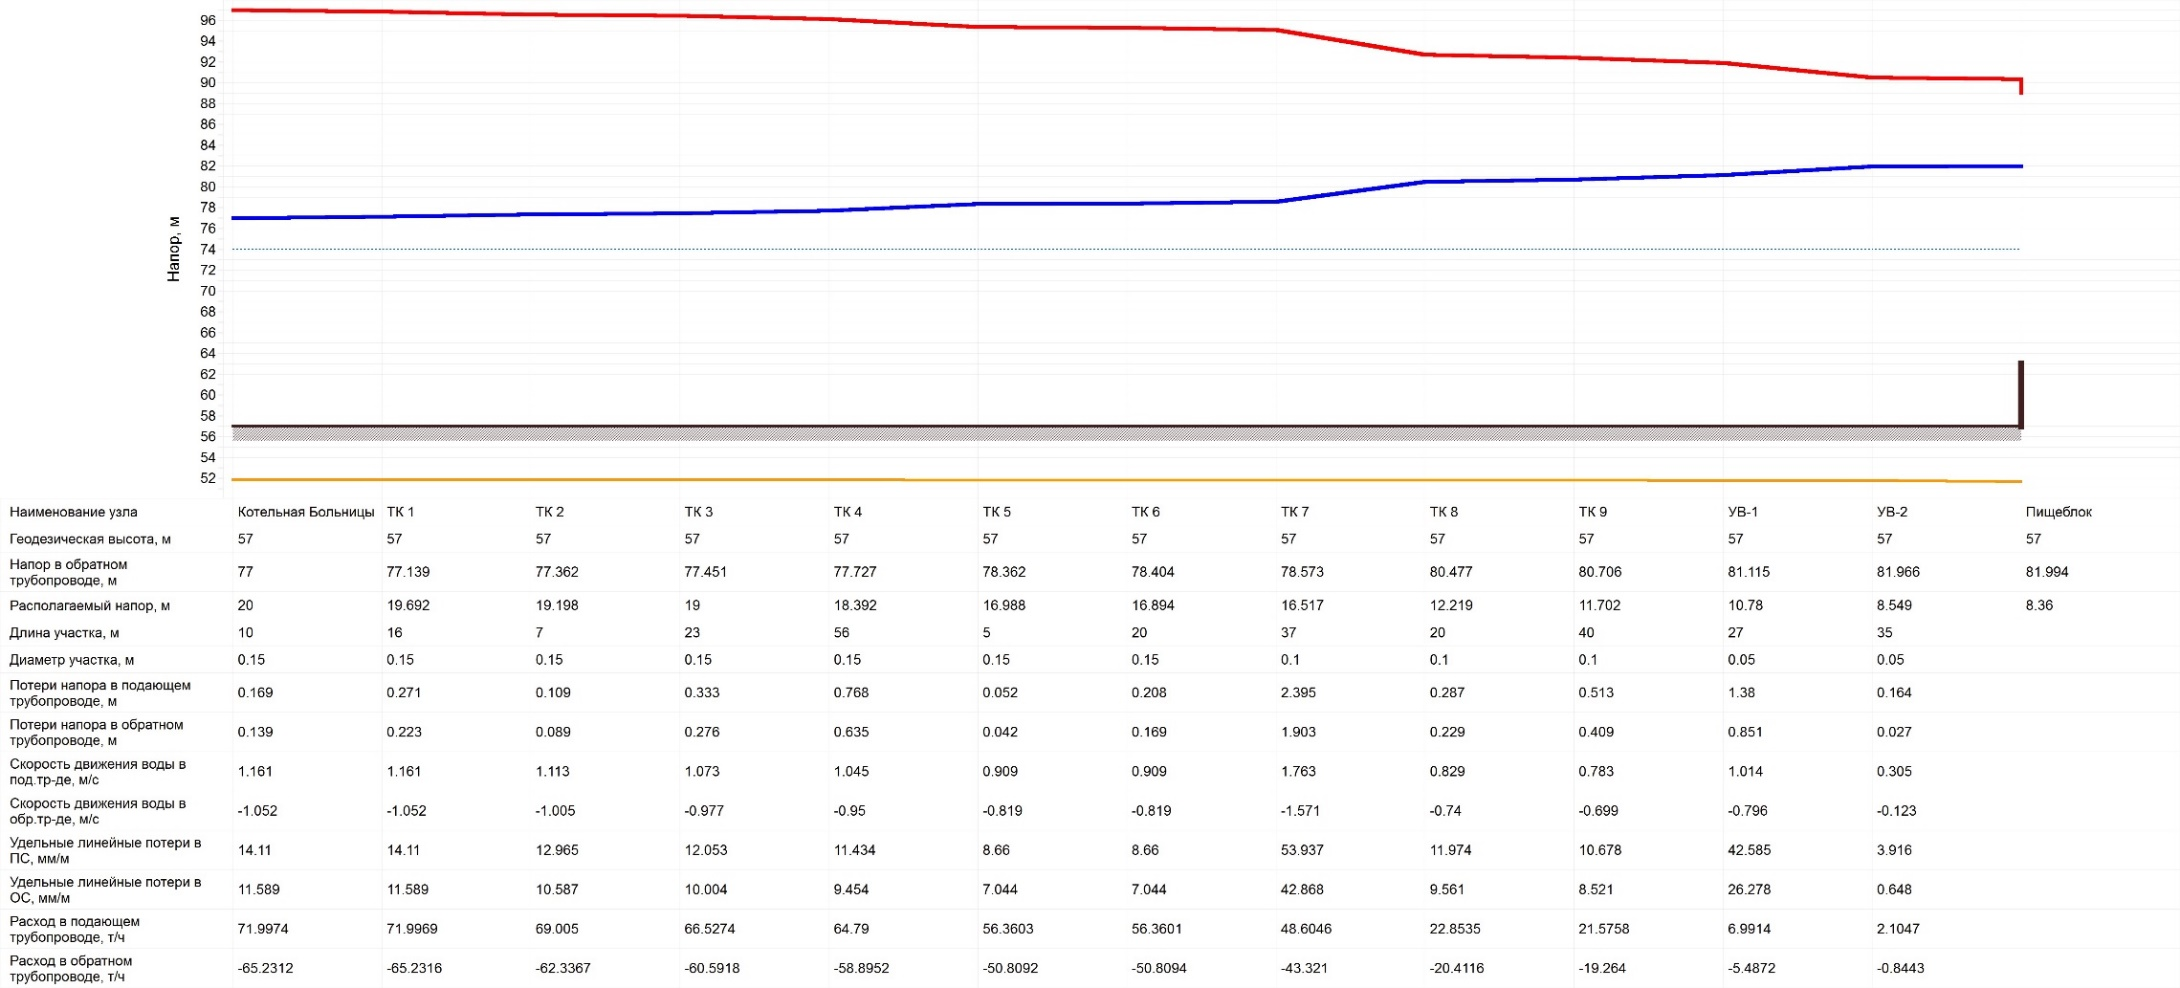 96
94
92
90
88
86
84
82
80
78
76
74
72
70
68
66
64
62
60
58
56
54
52
Напор, м
Наименование узла Котельная Больницы ТК 1 ТК 2 ТК 3 ТК 4 ТК 5 ТК 6 ТК 7 ТК 8 ТК 9 УВ-1 УВ-2 Пищеблок
Геодезическая высота, м 57 57 57 57 57 57 57 57 57 57 57 57 57
Напор в обратном
трубопроводе, м 77 77.139 77.362 77.451 77.727 78.362 78.404 78.573 80.477 80.706 81.115 81.966 81.994
Располагаемый напор, м 20 19.692 19.198 19 18.392 16.988 16.894 16.517 12.219 11.702 10.78 8.549 8.36
Длина участка, м 10 16 7 23 56 5 20 37 20 40 27 35
Диаметр участка, м 0.15 0.15 0.15 0.15 0.15 0.15 0.15 0.1 0.1 0.1 0.05 0.05
Потери напора в подающем
трубопроводе, м 0.169 0.271 0.109 0.333 0.768 0.052 0.208 2.395 0.287 0.513 1.38 0.164
Потери напора в обратном
трубопроводе, м 0.139 0.223 0.089 0.276 0.635 0.042 0.169 1.903 0.229 0.409 0.851 0.027
Скорость движения воды в
под.тр-де, м/с 1.161 1.161 1.113 1.073 1.045 0.909 0.909 1.763 0.829 0.783 1.014 0.305
Скорость движения воды в
обр.тр-де, м/с -1.052 -1.052 -1.005 -0.977 -0.95 -0.819 -0.819 -1.571 -0.74 -0.699 -0.796 -0.123
Удельные линейные потери в
ПС, мм/м 14.11 14.11 12.965 12.053 11.434 8.66 8.66 53.937 11.974 10.678 42.585 3.916
Удельные линейные потери в
ОС, мм/м 11.589 11.589 10.587 10.004 9.454 7.044 7.044 42.868 9.561 8.521 26.278 0.648
Расход в подающем
трубопроводе, т/ч 71.9974 71.9969 69.005 66.5274 64.79 56.3603 56.3601 48.6046 22.8535 21.5758 6.9914 2.1047
Расход в обратном
трубопроводе, т/ч -65.2312 -65.2316 -62.3367 -60.5918 -58.8952 -50.8092 -50.8094 -43.321 -20.4116 -19.264 -5.4872 -0.8443